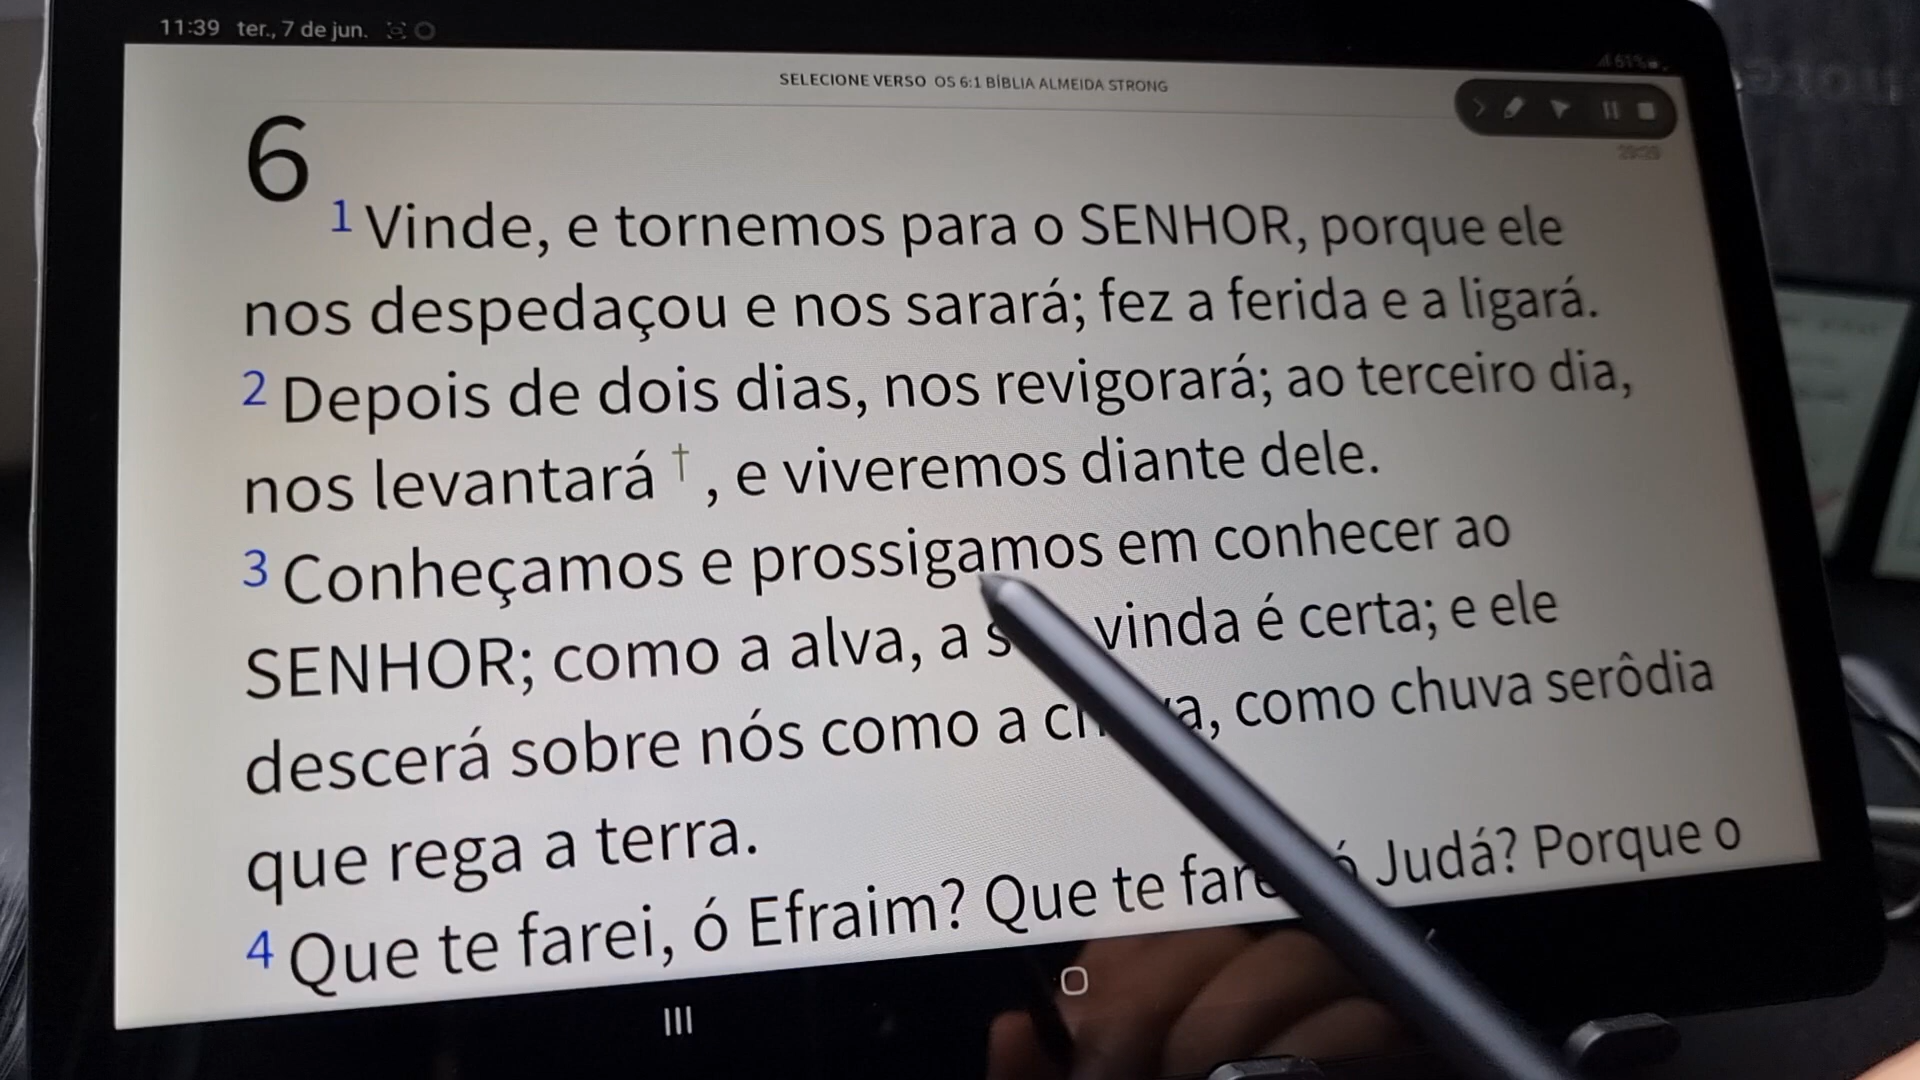 11:39 ter., 7 de jun.
61%
SELECIONE VERSO OS 6:1 BÍBLIA ALMEIDA STRONG
6
1 Vinde, e tornemos para o SENHOR, porque ele
nos despedaçou e nos sarará; fez a ferida e a ligará.
2 Depois de dois dias, nos revigorará; ao terceiro dia,
nos levantará †, e viveremos diante dele.
3 Conheçamos e prossigamos em conhecer ao
SENHOR; como a alva, a vinda é certa; e ele
descerá sobre nós como a como chuva serôdia
que rega a terra.
4 Que te farei, ó Efraim? Que te ó Judá? Porque o